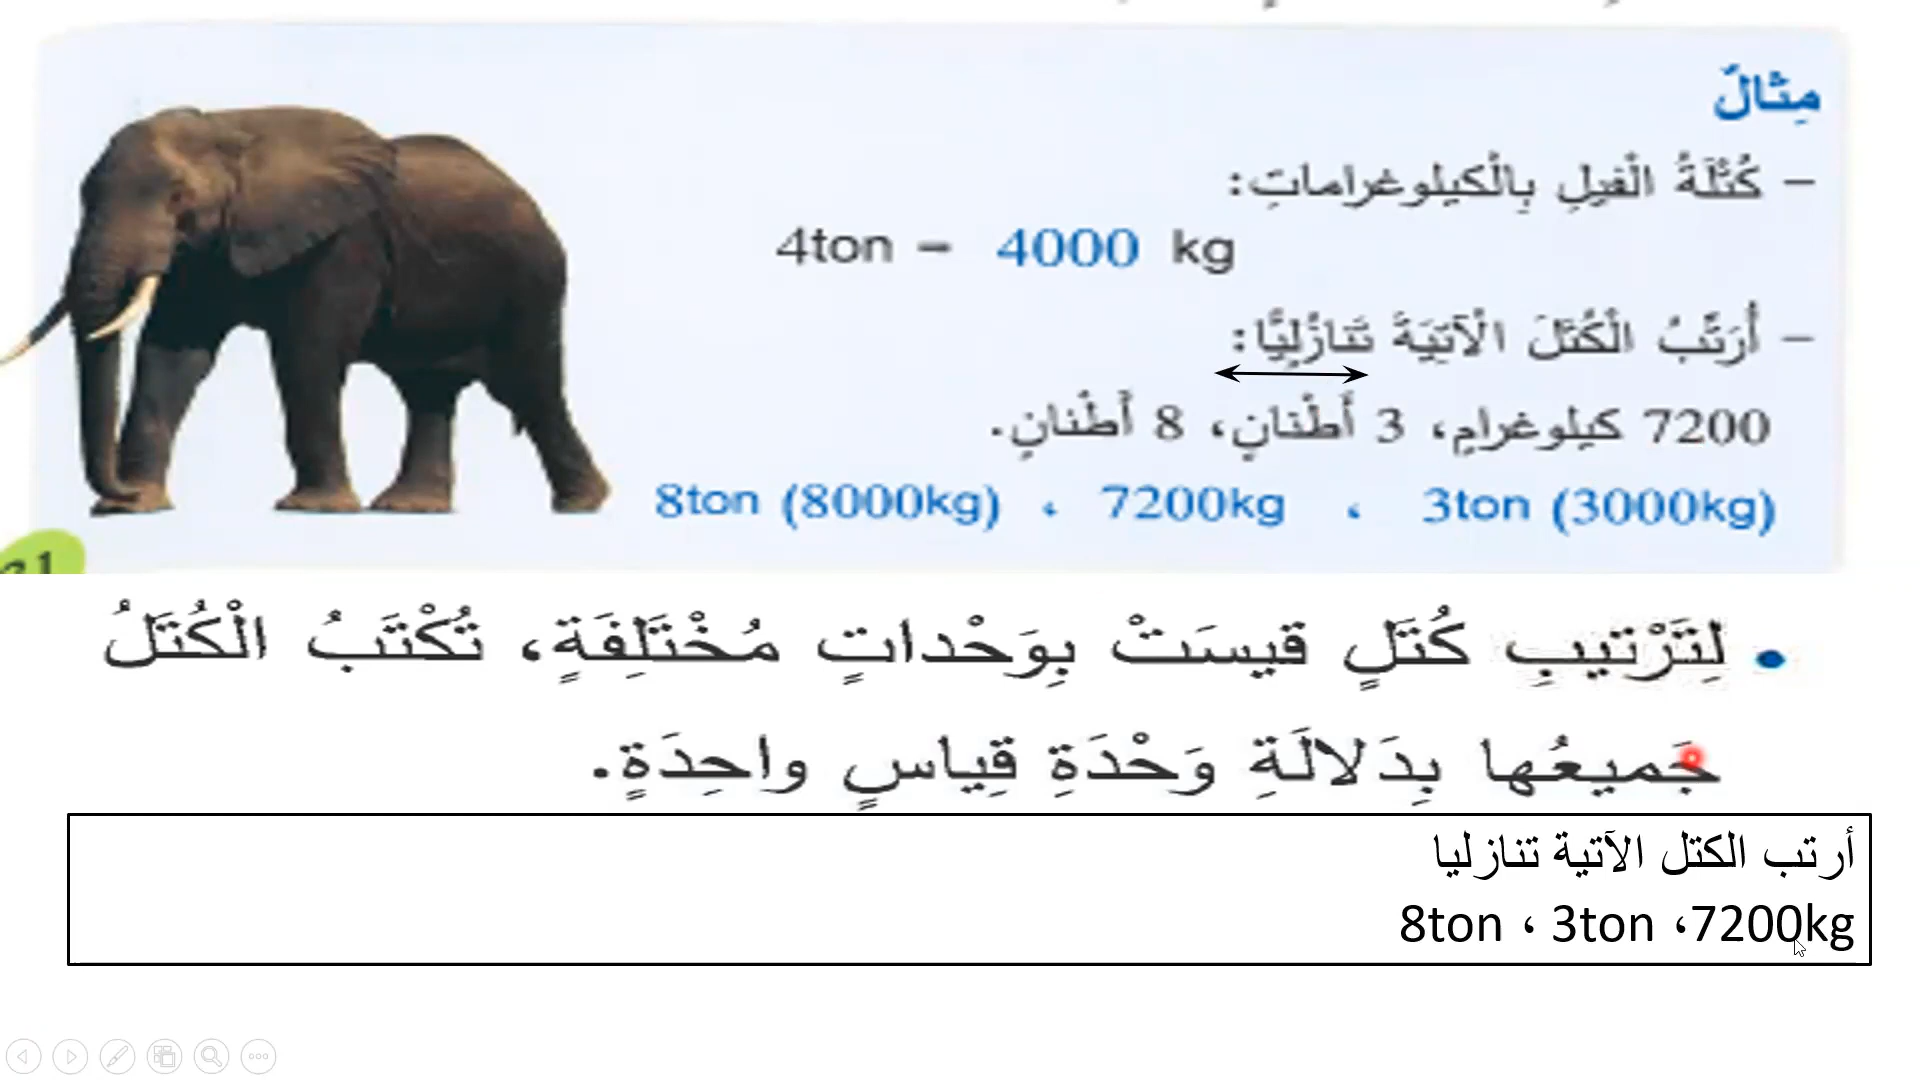 مِثالٌ
– كُتْلَةُ الْفيلِ بِالْكيلوغراماتِ:
4ton = 4000 kg
– أُرَتِّبُ الْكُتَلَ الْآتِيَةَ تَنازُلِيًّا:
7200 كيلوغرامٍ، 3 أَطْنانٍ، 8 أَطْنانٍ.
8ton (8000kg) ، 7200kg ، 3ton (3000kg)
• لِتَرْتيبِ كُتَلٍ قيسَتْ بِوَحْداتٍ مُخْتَلِفَةٍ، تُكْتَبُ الْكُتَلُ
جَميعُها بِدَلالَةِ وَحْدَةِ قِياسٍ واحِدَةٍ.
أرتب الكتل الآتية تنازليا
8ton ، 3ton ،7200kg